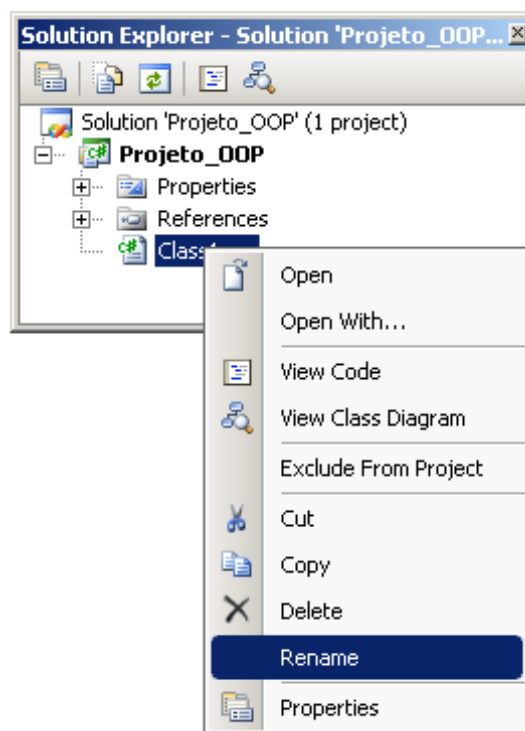 Solution Explorer - Solution 'Projeto_OOP...
Solution 'Projeto_OOP' (1 project)
Projeto_OOP
Properties
References
Open
Open With...
View Code
View Class Diagram
Exclude From Project
Cut
Copy
Delete
Rename
Properties